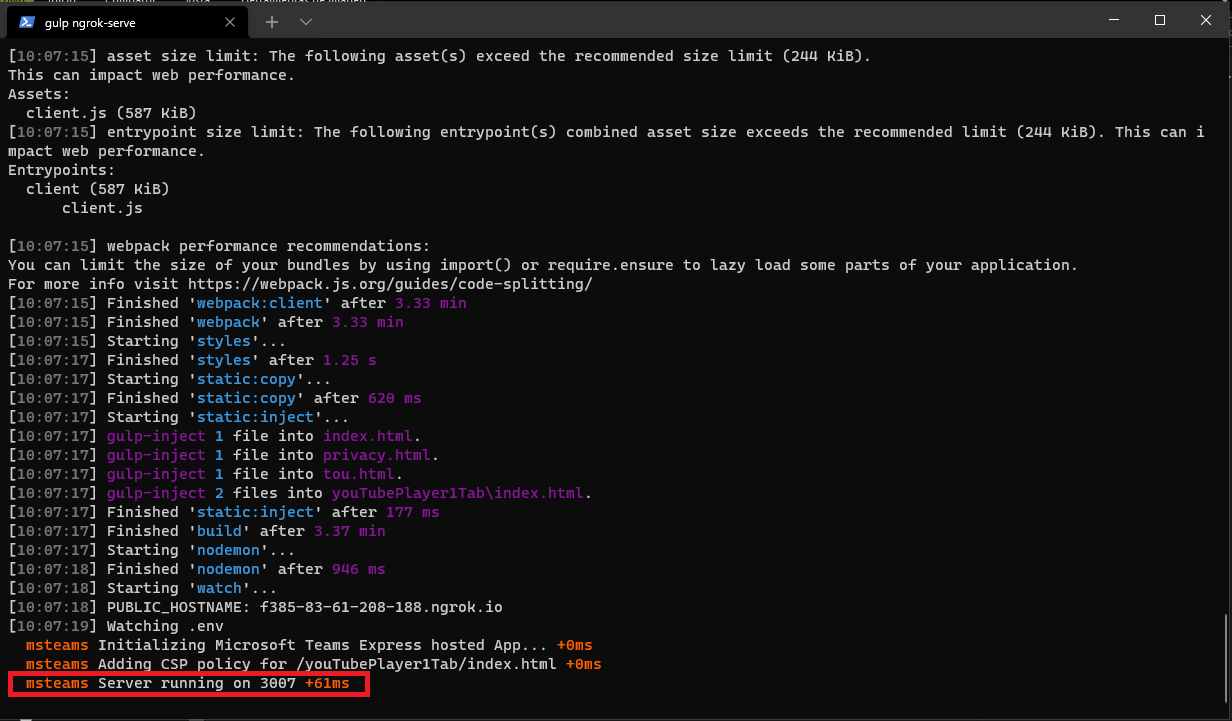 gulp ngrok-serve
[10:07:15] asset size limit: The following asset(s) exceed the recommended size limit (244 KiB).
This can impact web performance.
Assets:
  client.js (587 KiB)
[10:07:15] entrypoint size limit: The following entrypoint(s) combined asset size exceeds the recommended limit (244 KiB). This can i
mpact web performance.
Entrypoints:
  client (587 KiB)
      client.js
[10:07:15] webpack performance recommendations:
You can limit the size of your bundles by using import() or require.ensure to lazy load some parts of your application.
For more info visit https://webpack.js.org/guides/code-splitting/
[10:07:15] Finished 'webpack:client' after 3.33 min
[10:07:15] Finished 'webpack' after 3.33 min
[10:07:15] Starting 'styles'...
[10:07:17] Finished 'styles' after 1.25 s
[10:07:17] Starting 'static:copy'...
[10:07:17] Finished 'static:copy' after 620 ms
[10:07:17] Starting 'static:inject'...
[10:07:17] gulp-inject 1 file into index.html.
[10:07:17] gulp-inject 1 file into privacy.html.
[10:07:17] gulp-inject 1 file into tou.html.
[10:07:17] gulp-inject 2 files into youTubePlayer1Tab\index.html.
[10:07:17] Finished 'static:inject' after 177 ms
[10:07:17] Finished 'build' after 3.37 min
[10:07:17] Starting 'nodemon'...
[10:07:18] Finished 'nodemon' after 946 ms
[10:07:18] Starting 'watch'...
[10:07:18] PUBLIC_HOSTNAME: f385-83-61-208-188.ngrok.io
[10:07:19] Watching .env
  msteams Initializing Microsoft Teams Express hosted App... +0ms
  msteams Adding CSP policy for /youTubePlayer1Tab/index.html +0ms
  msteams Server running on 3007 +61ms